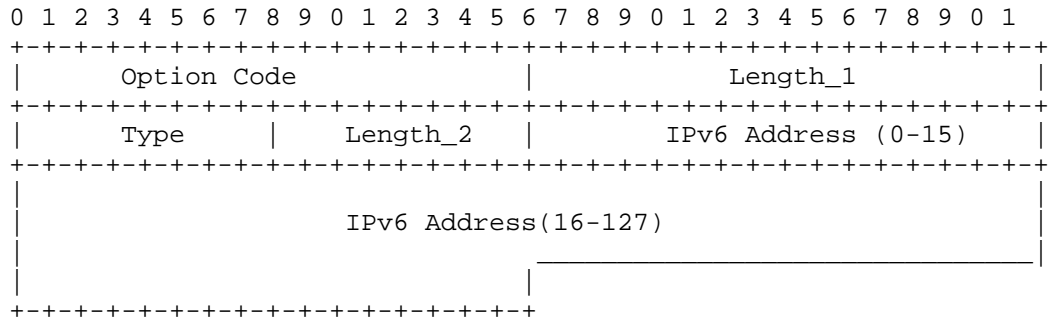 0 1 2 3 4 5 6 7 8 9 0 1 2 3 4 5 6 7 8 9 0 1 2 3 4 5 6 7 8 9 0 1
+-+-+-+-+-+-+-+-+-+-+-+-+-+-+-+-+-+-+-+-+-+-+-+-+-+-+-+-+-+-+-+-+
|      Option Code              |            Length_1           |
+-+-+-+-+-+-+-+-+-+-+-+-+-+-+-+-+-+-+-+-+-+-+-+-+-+-+-+-+-+-+-+-+
|      Type     |    Length_2   |        IPv6 Address (0-15)    |
+-+-+-+-+-+-+-+-+-+-+-+-+-+-+-+-+-+-+-+-+-+-+-+-+-+-+-+-+-+-+-+-+
|                                                               |
|                    IPv6 Address(16-127)                       |
|                                _______________________________|
|                               |
+-+-+-+-+-+-+-+-+-+-+-+-+-+-+-+-+